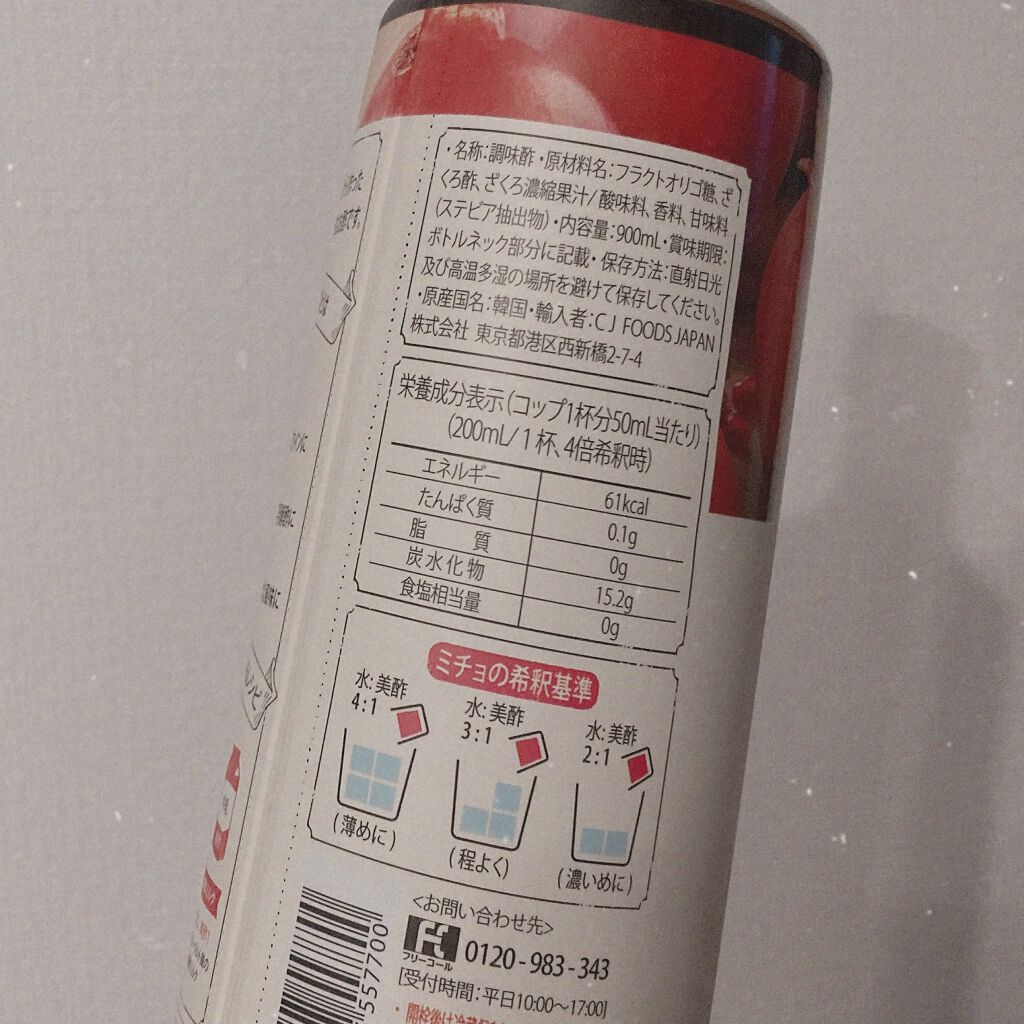 ・名称:調味酢・原材料名:フラクトオリゴ糖、ざ
くろ酢、ざくろ濃縮果汁/酸味料、香料、甘味料
(ステビア抽出物)・内容量:900mL・賞味期限:
ボトルネック部分に記載・保存方法:直射日光
及び高温多湿の場所を避けて保存してください。
・原産国名:韓国・輸入者:CJ FOODS JAPAN
株式会社 東京都港区西新橋2-7-4
栄養成分表示(コップ1杯分50mL当たり)
(200mL/1杯、4倍希釈時)
エネルギー 61kcal
たんぱく質 0.1g
脂質 0g
炭水化物 15.2g
食塩相当量 0g
ミチョの希釈基準
水:美酢 4:1
水:美酢 3:1
水:美酢 2:1
(薄めに)
(程よく)
(濃いめに)
<お問い合わせ先>
フリーコール 0120-983-343
[受付時間:平日10:00~17:00]
557700
レシピ
です。